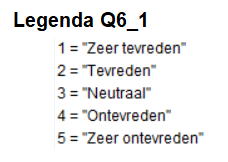 Legenda Q6_1
1 = "Zeer tevreden"
2 = "Tevreden"
3 = "Neutraal"
4 = "Ontevreden"
5 = "Zeer ontevreden"